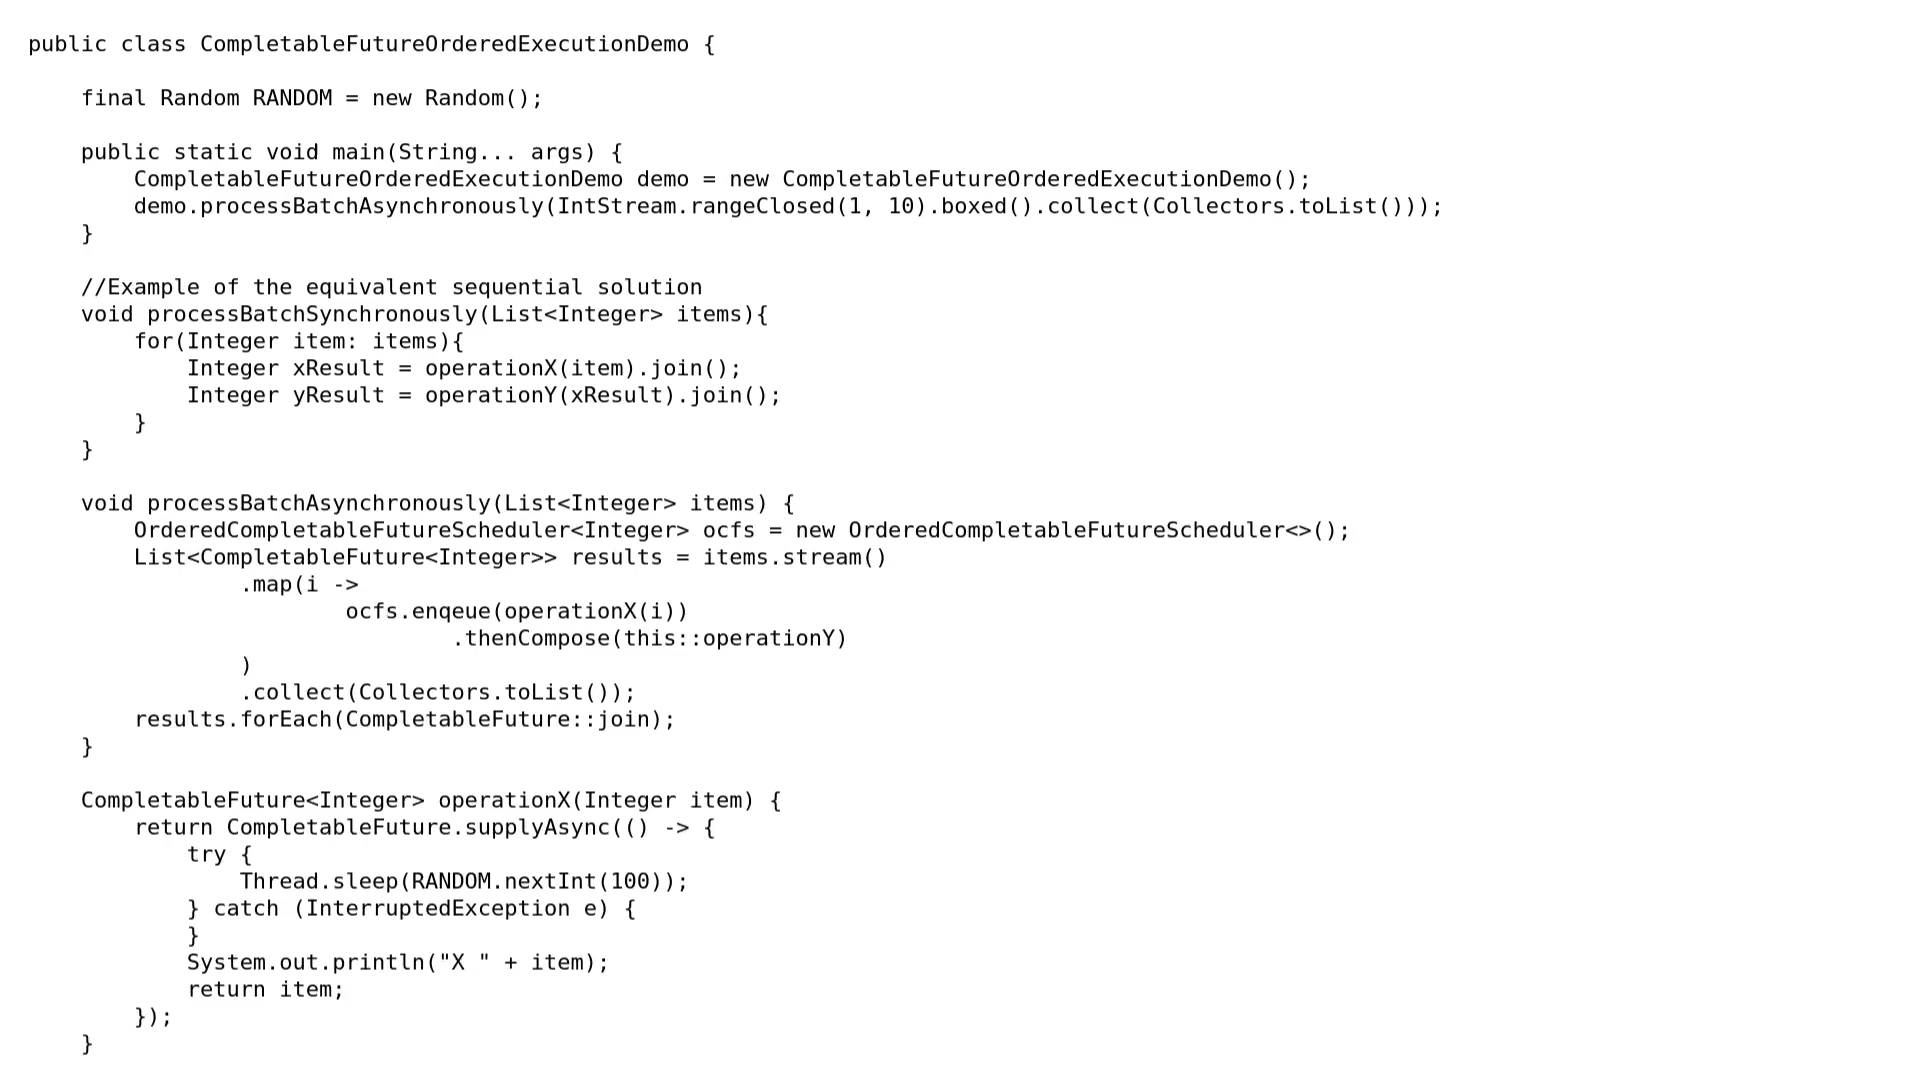 public class CompletableFutureOrderedExecutionDemo {

    final Random RANDOM = new Random();

    public static void main(String... args) {
        CompletableFutureOrderedExecutionDemo demo = new CompletableFutureOrderedExecutionDemo();
        demo.processBatchAsynchronously(IntStream.rangeClosed(1, 10).boxed().collect(Collectors.toList()));
    }

    //Example of the equivalent sequential solution
    void processBatchSynchronously(List<Integer> items){
        for(Integer item: items){
            Integer xResult = operationX(item).join();
            Integer yResult = operationY(xResult).join();
        }
    }

    void processBatchAsynchronously(List<Integer> items) {
        OrderedCompletableFutureScheduler<Integer> ocfs = new OrderedCompletableFutureScheduler<>();
        List<CompletableFuture<Integer>> results = items.stream()
                .map(i ->
                        ocfs.enqeue(operationX(i))
                                .thenCompose(this::operationY)
                )
                .collect(Collectors.toList());
        results.forEach(CompletableFuture::join);
    }

    CompletableFuture<Integer> operationX(Integer item) {
        return CompletableFuture.supplyAsync(() -> {
            try {
                Thread.sleep(RANDOM.nextInt(100));
            } catch (InterruptedException e) {
            }
            System.out.println("X " + item);
            return item;
        });
    }